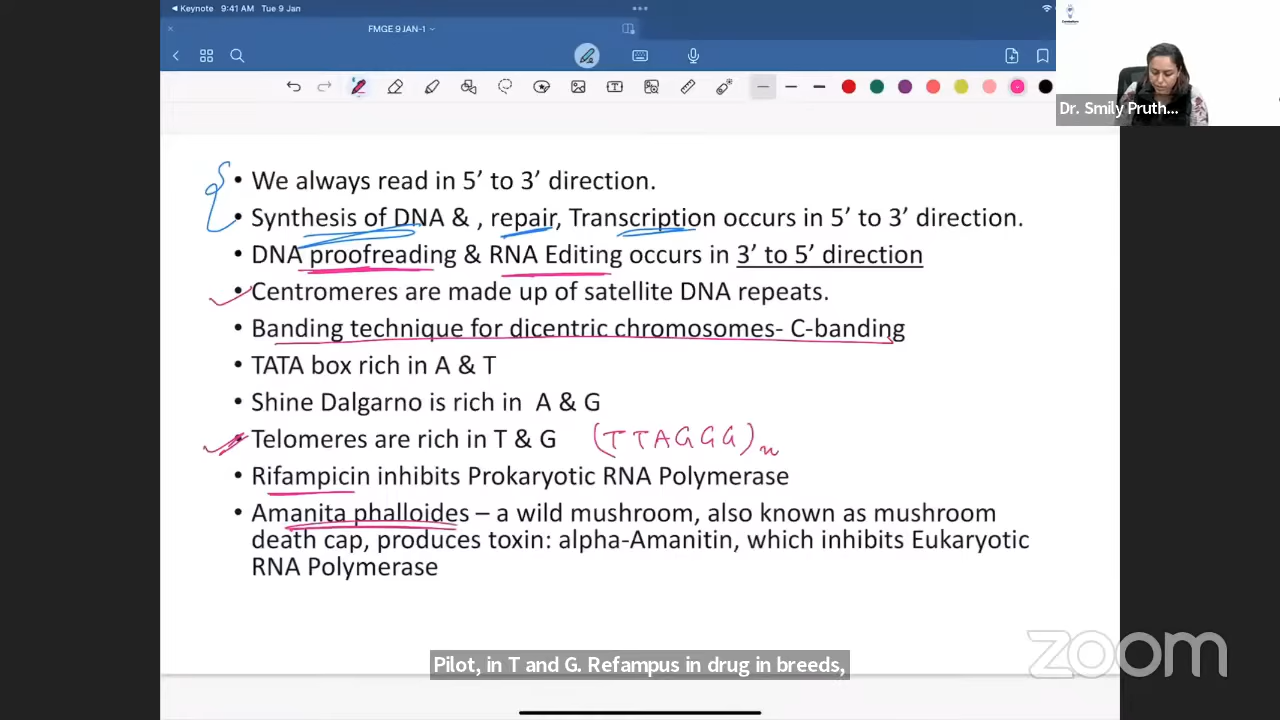 Keynote 9:41 AM Tue 9 Jan
FMGE 9 JAN-1
Dr. Smily Pruth...
• We always read in 5’ to 3’ direction.
• Synthesis of DNA & , repair, Transcription occurs in 5’ to 3’ direction.
• DNA proofreading & RNA Editing occurs in 3’ to 5’ direction
• Centromeres are made up of satellite DNA repeats.
• Banding technique for dicentric chromosomes- C-banding
• TATA box rich in A & T
• Shine Dalgarno is rich in A & G
• Telomeres are rich in T & G (TTAGGG)n
• Rifampicin inhibits Prokaryotic RNA Polymerase
• Amanita phalloides – a wild mushroom, also known as mushroom
death cap, produces toxin: alpha-Amanitin, which inhibits Eukaryotic
RNA Polymerase
zoom
Pilot, in T and G. Refampus in drug in breeds,